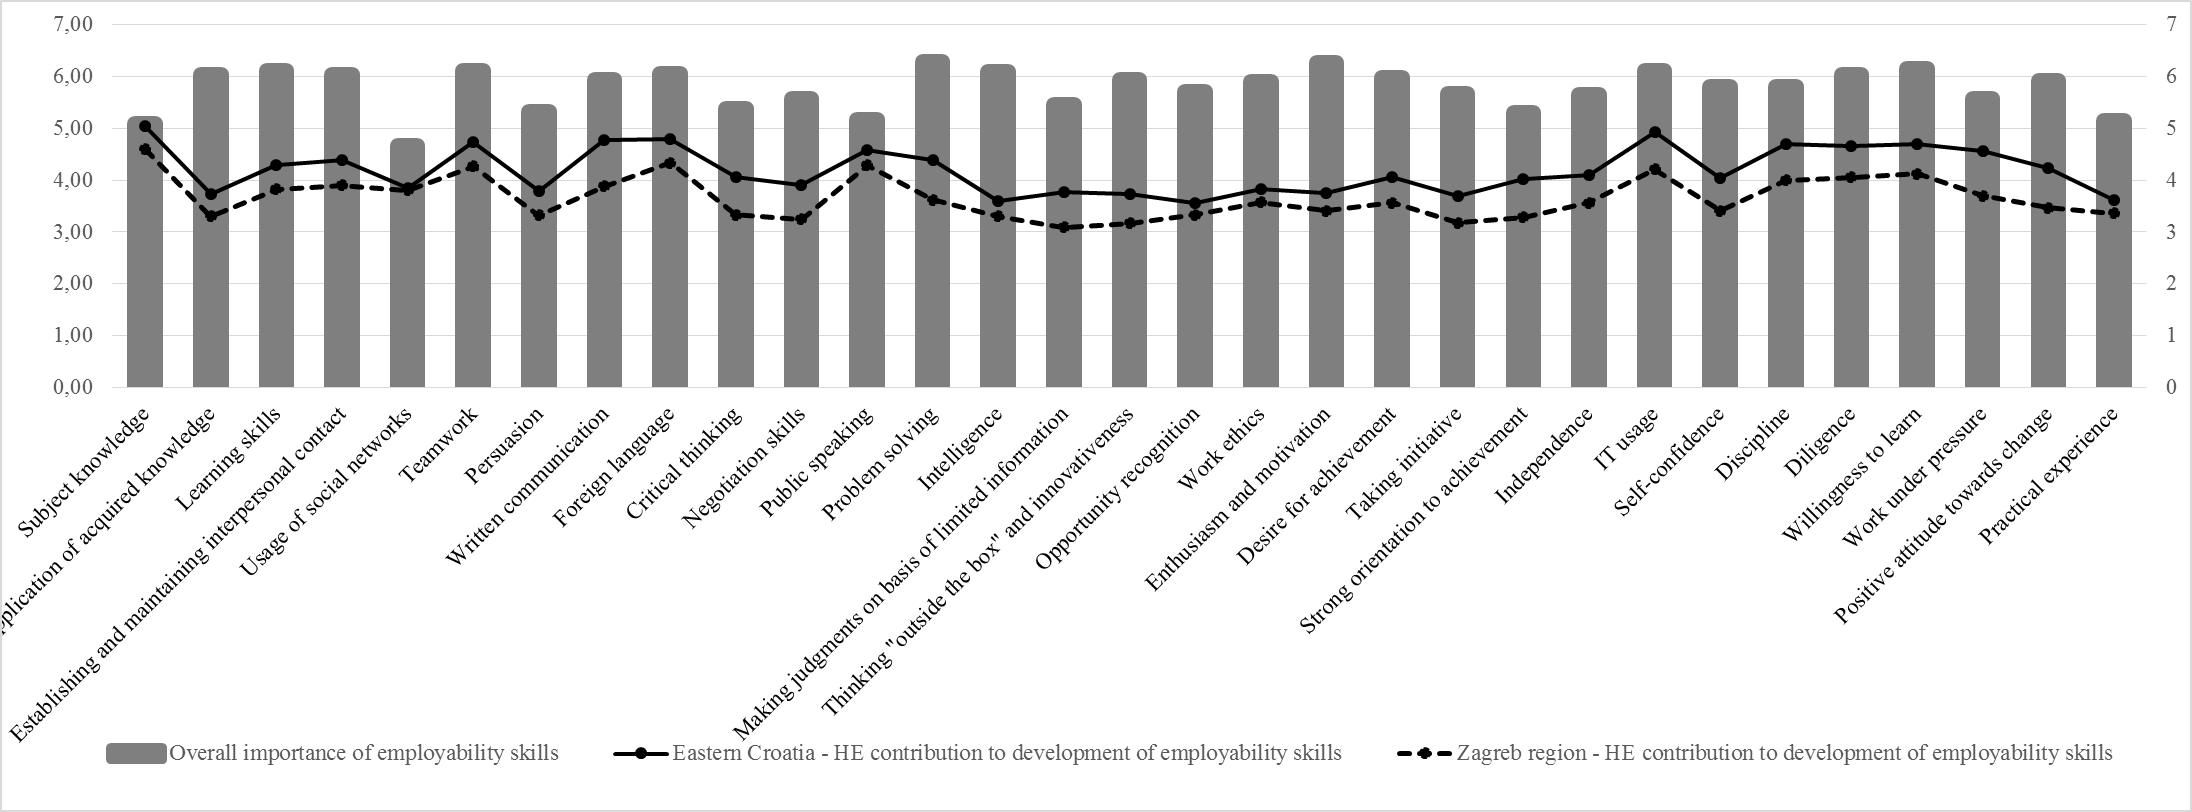 7,00
6,00
5,00
4,00
3,00
2,00
1,00
0,00
7
6
5
4
3
2
1
0
Subject knowledge
pplication of acquired knowledge
Learning skills
Establishing and maintaining interpersonal contact
Usage of social networks
Teamwork
Persuasion
Written communication
Foreign language
Critical thinking
Negotiation skills
Public speaking
Problem solving
Intelligence
Making judgments on basis of limited information
Thinking "outside the box" and innovativeness
Opportunity recognition
Work ethics
Enthusiasm and motivation
Desire for achievement
Taking initiative
Strong orientation to achievement
Independence
IT usage
Self-confidence
Discipline
Diligence
Willingness to learn
Work under pressure
Positive attitude towards change
Practical experience
Overall importance of employability skills
Eastern Croatia - HE contribution to development of employability skills
Zagreb region - HE contribution to development of employability skills